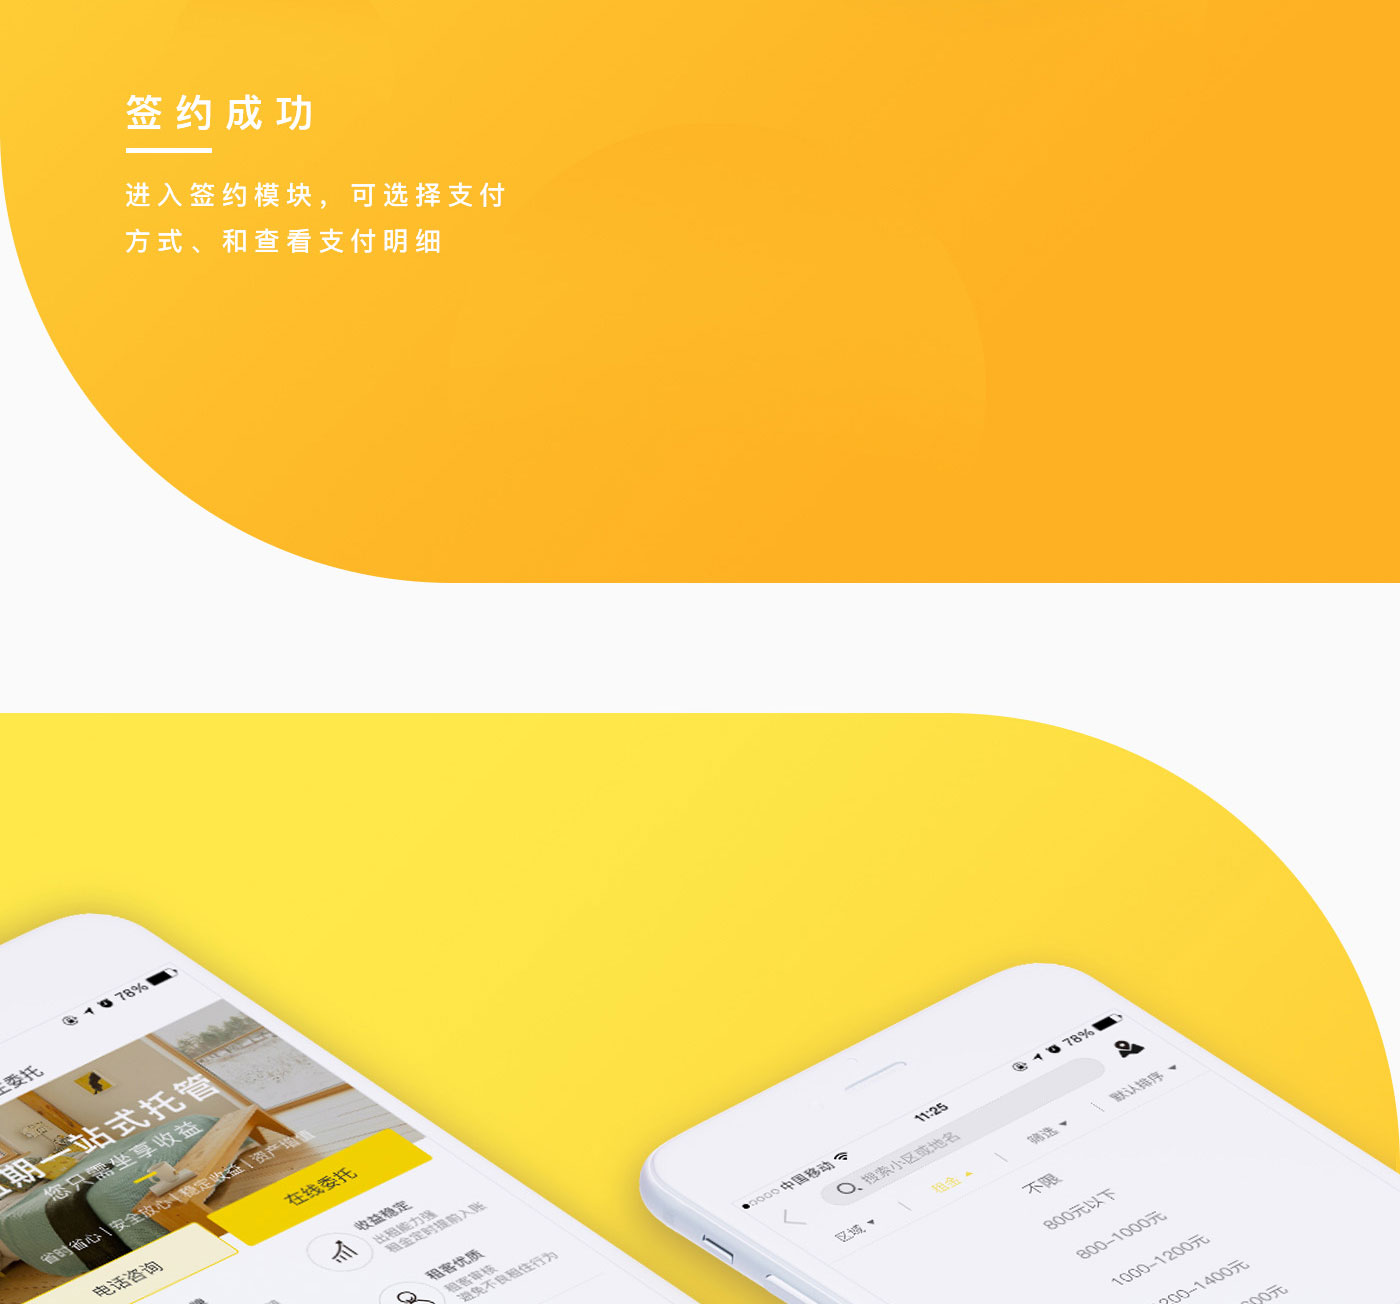 签约成功
进入签约模块，可选择支付
方式、和查看支付明细
78%
委托
期一站式托管
您只需坐享收益
省时省心 | 安全放心 | 稳定收益 | 资产增值
在线委托
电话咨询
收益稳定
出租能力强
租金定时提前入账
租客优质
租客审核
避免不良租住行为
中国移动
11:25
78%
搜索小区或地名
区域
租金
筛选
默认排序
不限
800元以下
800-1000元
1000-1200元
200-1400元
00元